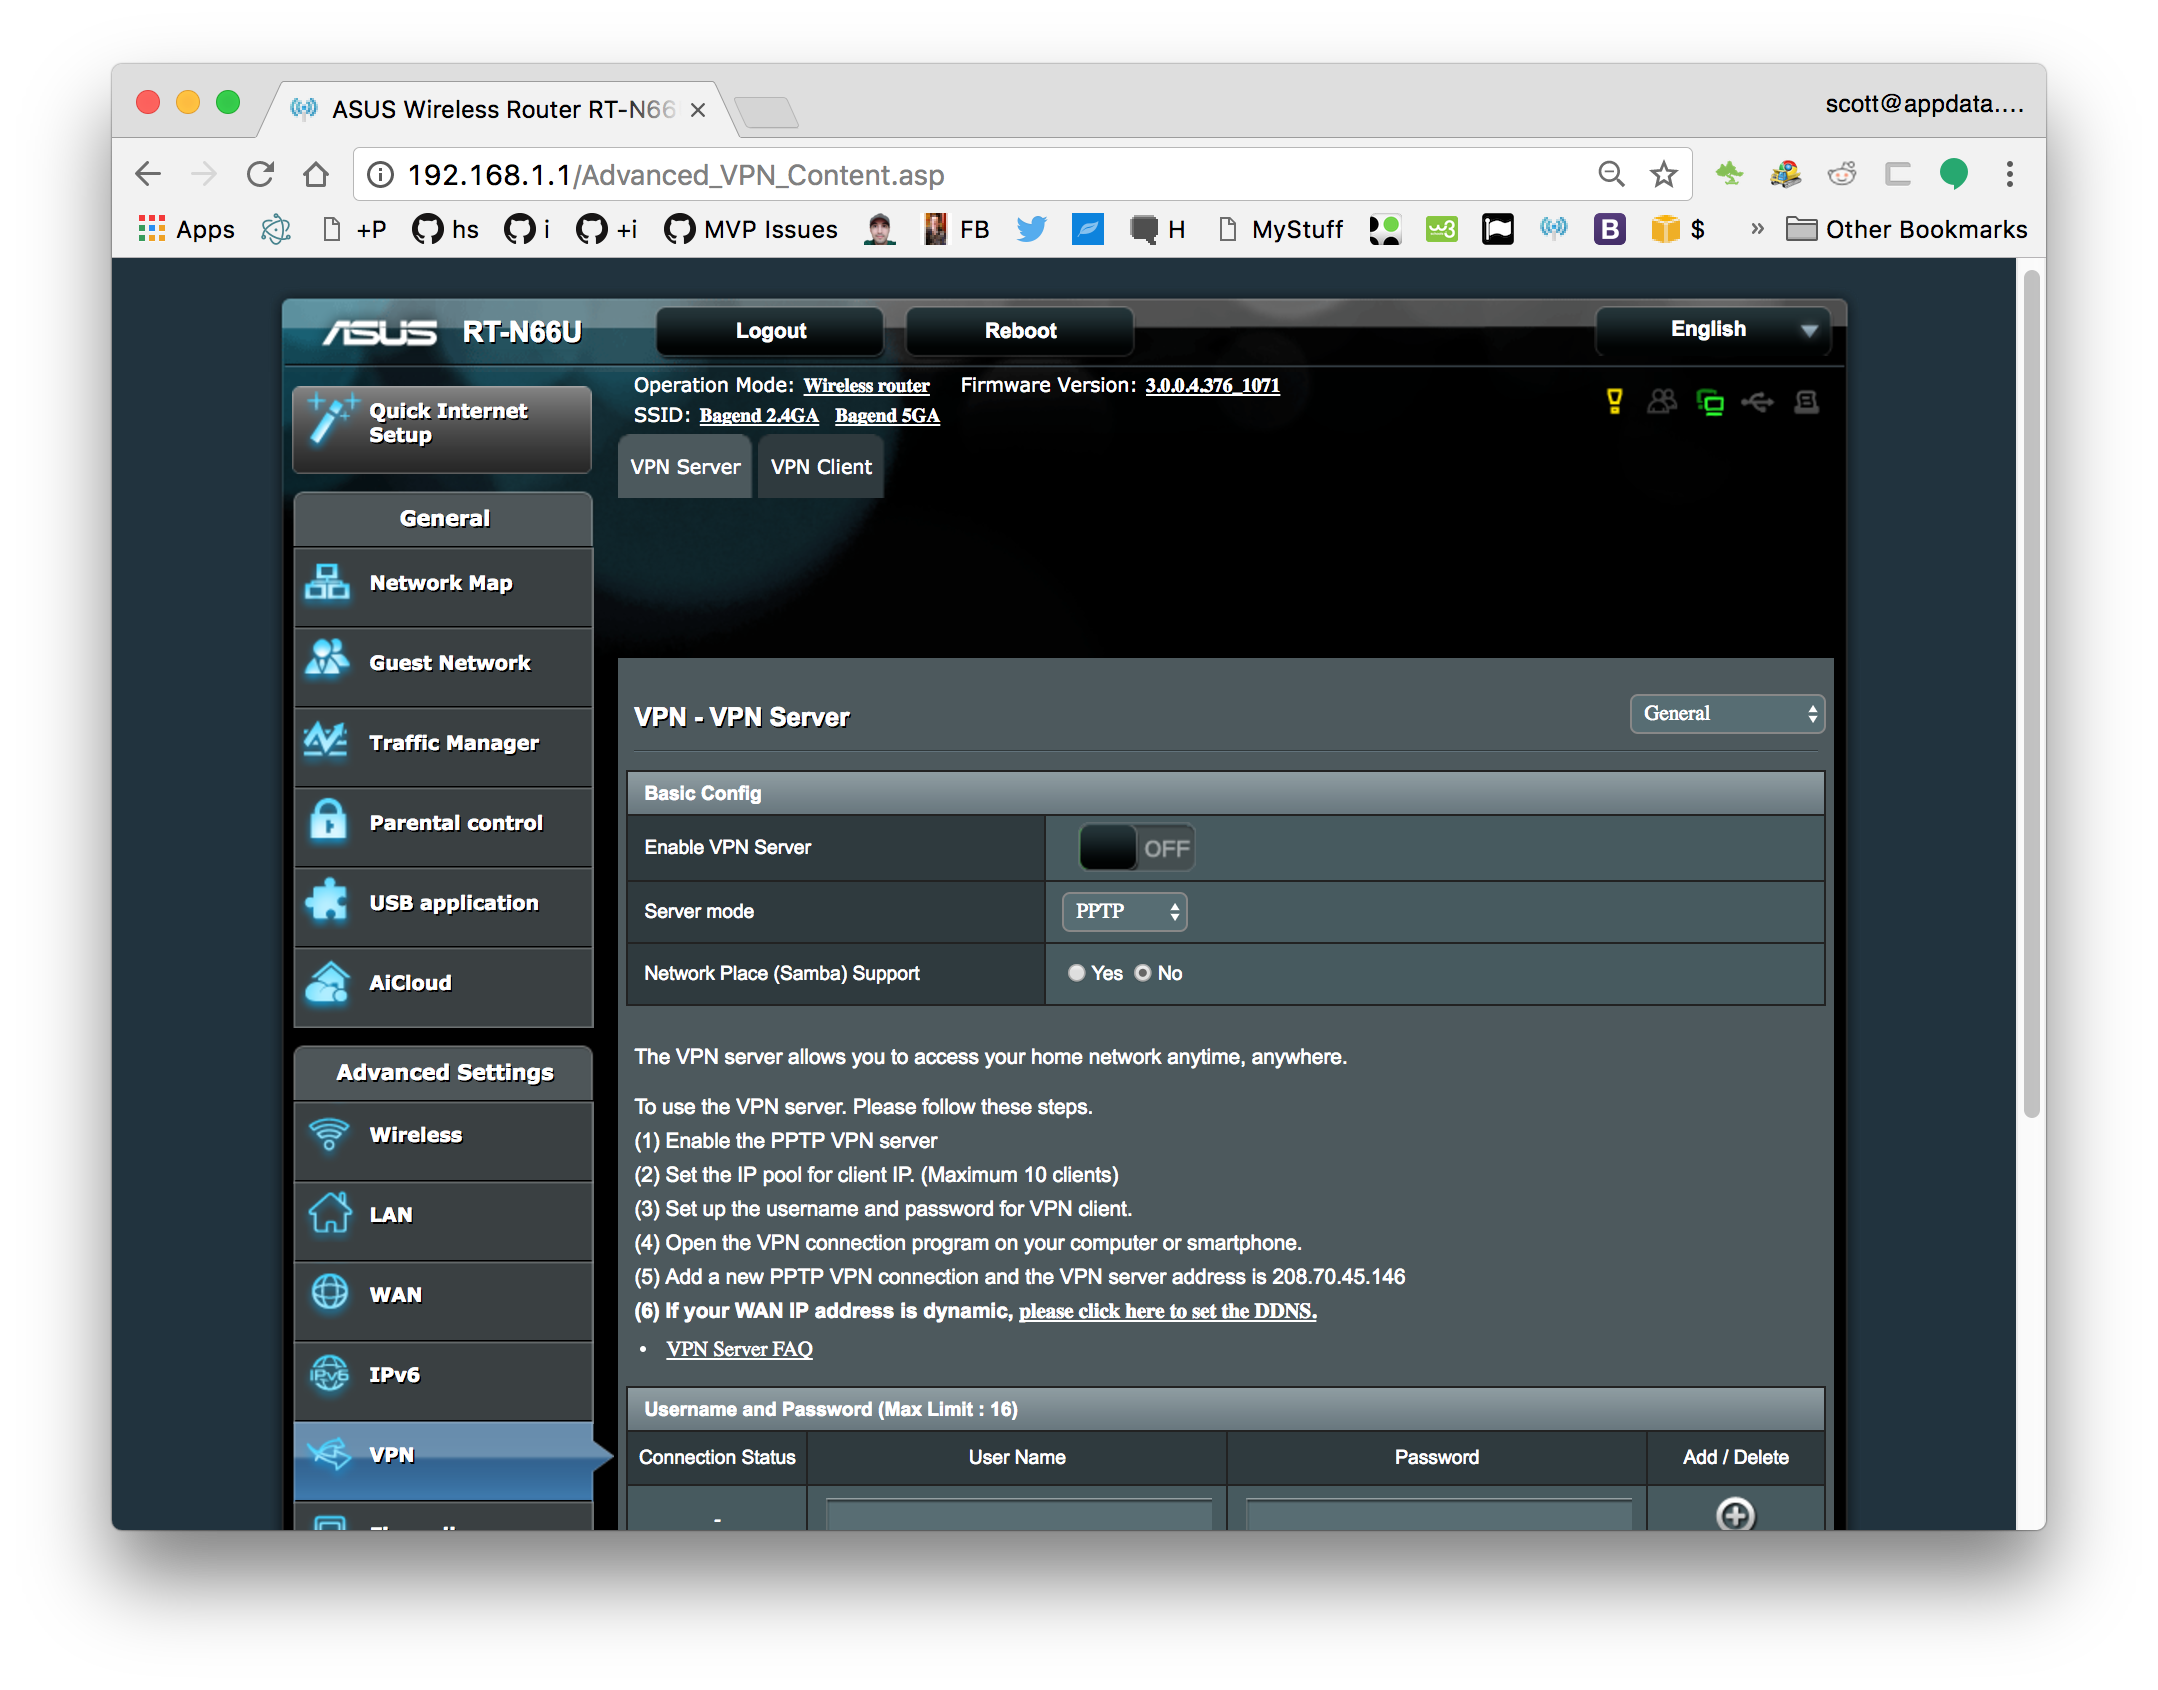 ASUS Wireless Router RT-N66
scott@appdata....
192.168.1.1/Advanced_VPN_Content.asp
Apps +P hs i +i MVP Issues FB H MyStuff w3 B $ » Other Bookmarks
ASUS RT-N66U Logout Reboot English
Operation Mode: Wireless router Firmware Version: 3.0.0.4.376_1071
SSID: Bagend 2.4GA Bagend 5GA
Quick Internet
Setup
VPN Server VPN Client
General
Network Map
Guest Network
Traffic Manager
Parental control
USB application
AiCloud
Advanced Settings
Wireless
LAN
WAN
IPv6
IPv6
VPN
VPN - VPN Server
General
Basic Config
Enable VPN Server OFF
Server mode PPTP
Network Place (Samba) Support Yes No
The VPN server allows you to access your home network anytime, anywhere.
To use the VPN server. Please follow these steps.
(1) Enable the PPTP VPN server
(2) Set the IP pool for client IP. (Maximum 10 clients)
(3) Set up the username and password for VPN client.
(4) Open the VPN connection program on your computer or smartphone.
(5) Add a new PPTP VPN connection and the VPN server address is 208.70.45.146
(6) If your WAN IP address is dynamic, please click here to set the DDNS.
• VPN Server FAQ
Username and Password (Max Limit : 16)
Connection Status User Name Password Add / Delete
-